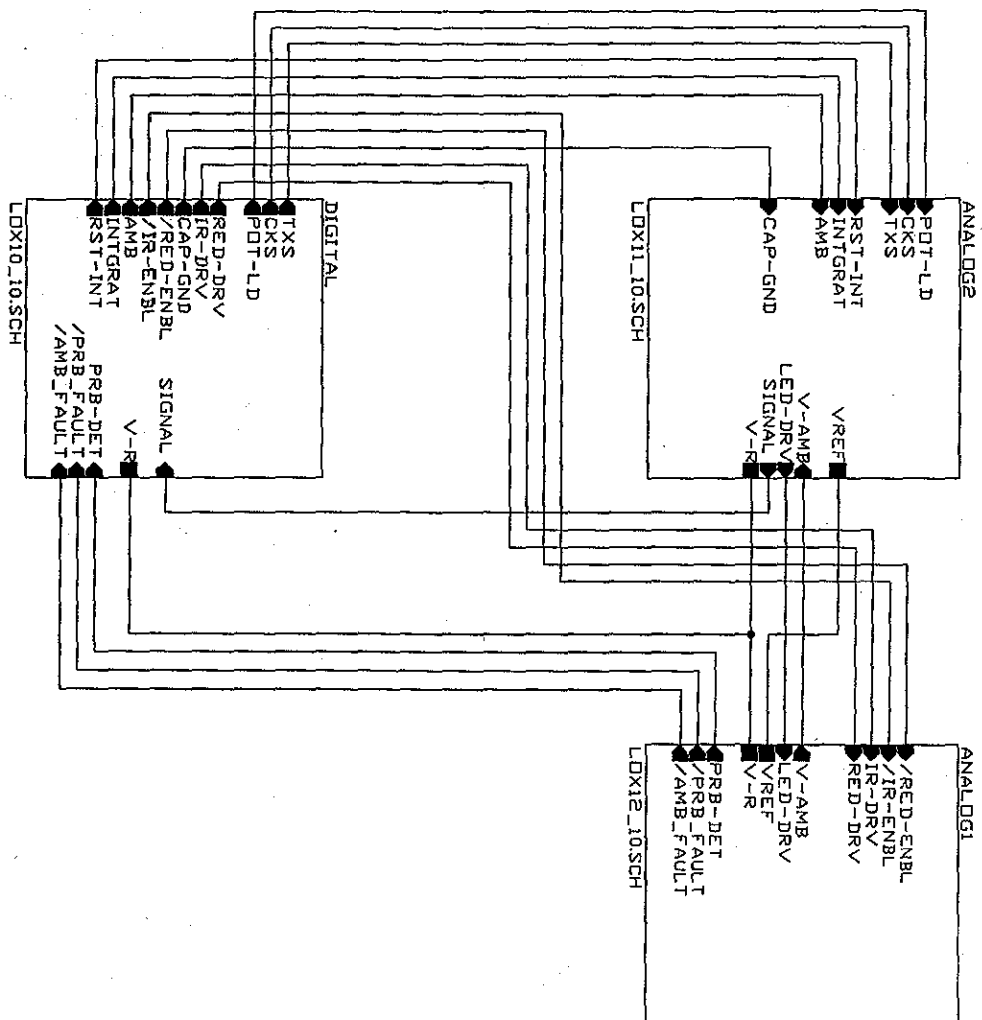 DIGITAL
TXS
CKS
POT-LD
RED-DRV
IR-DRV
CAP-GND
/RED-ENBL
/IR-ENBL
AMB
INTGRAT
RST-INT
SIGNAL
V-R
PRB-DET
/PRB_FAULT
/AMB_FAULT
LOX10_10.SCH
ANALOG2
POT-LD
CKS
TXS
RST-INT
INTGRAT
AMB
CAP-GND
VREF
V-AMB
LED-DRV
SIGNAL
V-R
LOX11_10.SCH
ANALOG1
/RED-ENBL
/IR-ENBL
IR-DRV
RED-DRV
V-AMB
LED-DRV
VREF
V-R
PRB-DET
/PRB_FAULT
/AMB_FAULT
LOX12_10.SCH